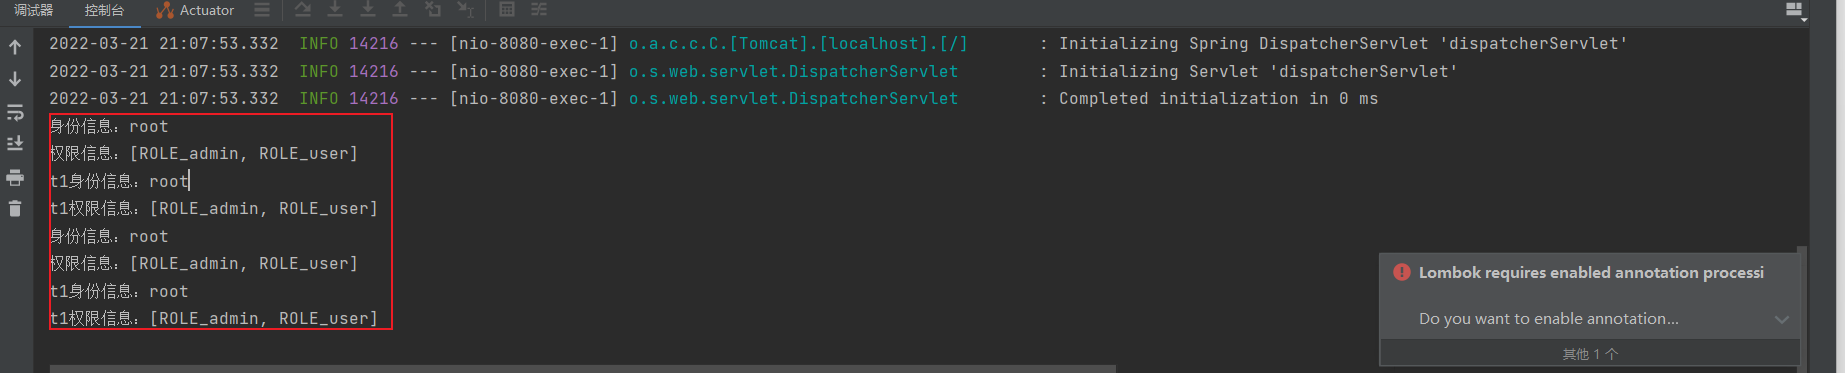 调试器 控制台 Actuator
2022-03-21 21:07:53.332  INFO 14216 --- [nio-8080-exec-1] o.a.c.c.C.[Tomcat].[localhost].[/]       : Initializing Spring DispatcherServlet 'dispatcherServlet'
2022-03-21 21:07:53.332  INFO 14216 --- [nio-8080-exec-1] o.s.web.servlet.DispatcherServlet        : Initializing Servlet 'dispatcherServlet'
2022-03-21 21:07:53.332  INFO 14216 --- [nio-8080-exec-1] o.s.web.servlet.DispatcherServlet        : Completed initialization in 0 ms
身份信息：root
权限信息：[ROLE_admin, ROLE_user]
t1身份信息：root
t1权限信息：[ROLE_admin, ROLE_user]
身份信息：root
权限信息：[ROLE_admin, ROLE_user]
t1身份信息：root
t1权限信息：[ROLE_admin, ROLE_user]
Lombok requires enabled annotation processi
Do you want to enable annotation...
其他 1 个